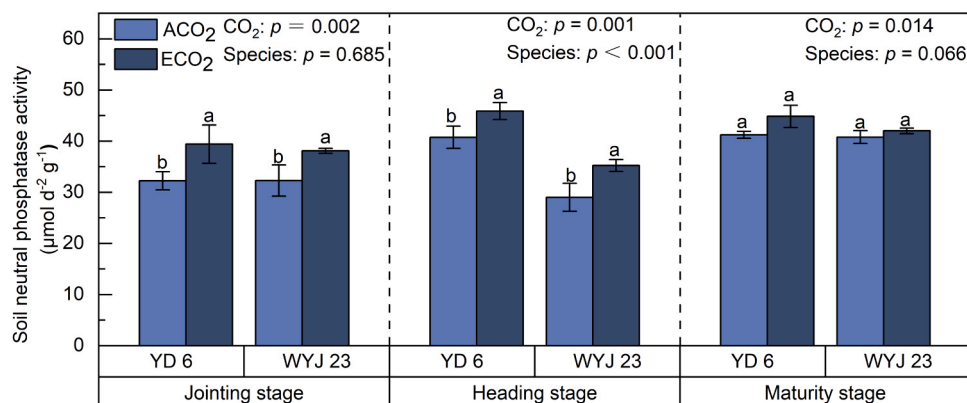 Soil neutral phosphatase activity
(μmol d⁻² g⁻¹)
60
50
40
30
20
10
0
ACO₂
ECO₂
CO₂: p = 0.002
Species: p = 0.685
CO₂: p = 0.001
Species: p < 0.001
CO₂: p = 0.014
Species: p = 0.066
b a b a b a b a a a a a
YD 6 WYJ 23 YD 6 WYJ 23 YD 6 WYJ 23
Jointing stage Heading stage Maturity stage